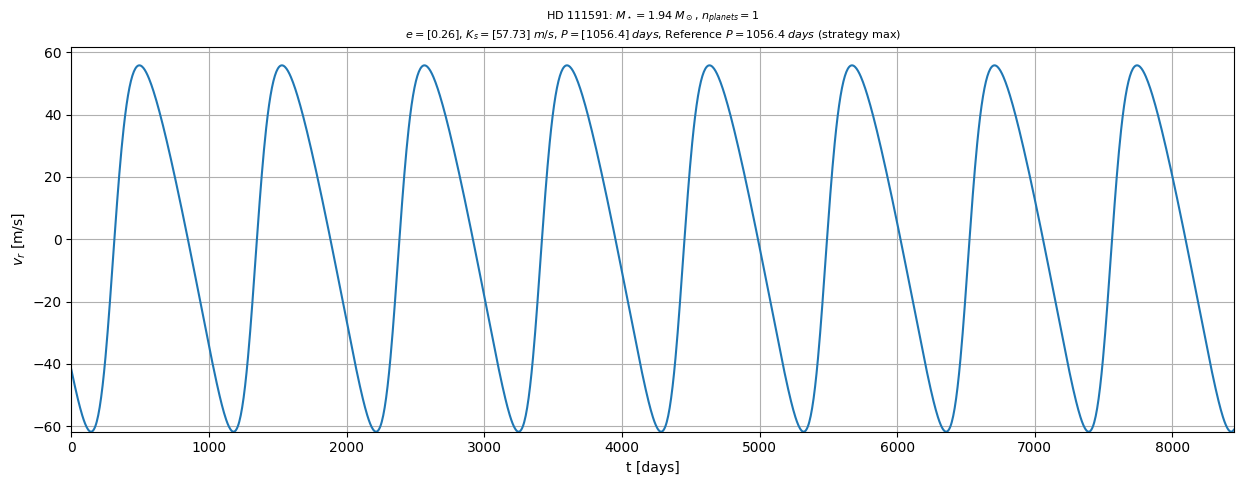 HD 111591: M⋆ = 1.94 M⊙, nplanets = 1
e = [0.26], Ks = [57.73] m/s, P = [1056.4] days, Reference P = 1056.4 days (strategy max)
60
40
20
0
−20
−40
−60
vr [m/s]
0 1000 2000 3000 4000 5000 6000 7000 8000
t [days]